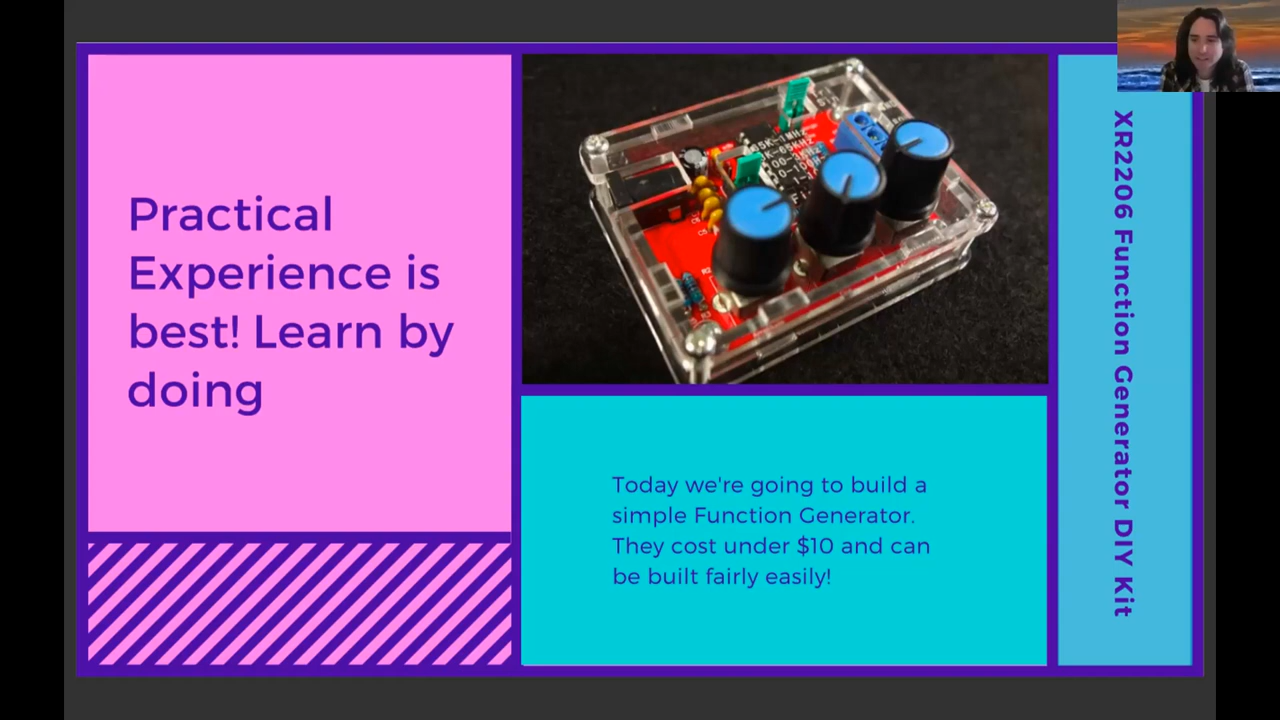 Practical
Experience is
best! Learn by
doing
Today we're going to build a
simple Function Generator.
They cost under $10 and can
be built fairly easily!
XR2206 Function Generator DIY Kit